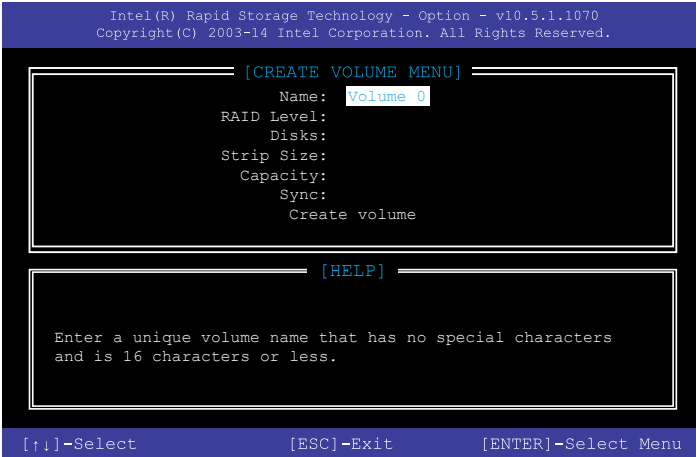 Intel(R) Rapid Storage Technology - Option - v10.5.1.1070
Copyright(C) 2003-14 Intel Corporation. All Rights Reserved.
[CREATE VOLUME MENU]
Name: Volume 0
RAID Level:
Disks:
Strip Size:
Capacity:
Sync:
Create volume
[HELP]
Enter a unique volume name that has no special characters
and is 16 characters or less.
[↑↓]-Select [ESC]-Exit [ENTER]-Select Menu